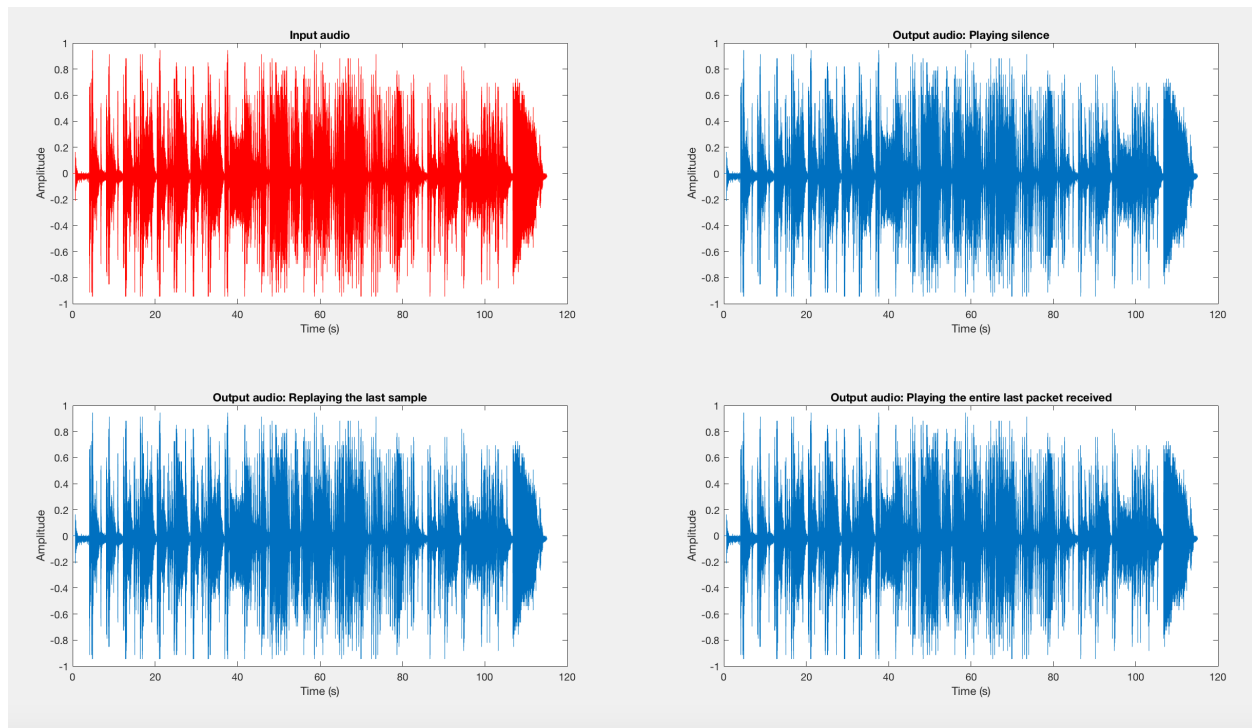 Input audio
1
0.8
0.6
0.4
0.2
0
-0.2
-0.4
-0.6
-0.8
-1
Amplitude
0 20 40 60 80 100 120
Time (s)
Output audio: Playing silence
1
0.8
0.6
0.4
0.2
0
-0.2
-0.4
-0.6
-0.8
-1
Amplitude
0 20 40 60 80 100 120
Time (s)
Output audio: Replaying the last sample
1
0.8
0.6
0.4
0.2
0
-0.2
-0.4
-0.6
-0.8
-1
Amplitude
0 20 40 60 80 100 120
Time (s)
Output audio: Playing the entire last packet received
1
0.8
0.6
0.4
0.2
0
-0.2
-0.4
-0.6
-0.8
-1
Amplitude
0 20 40 60 80 100 120
Time (s)